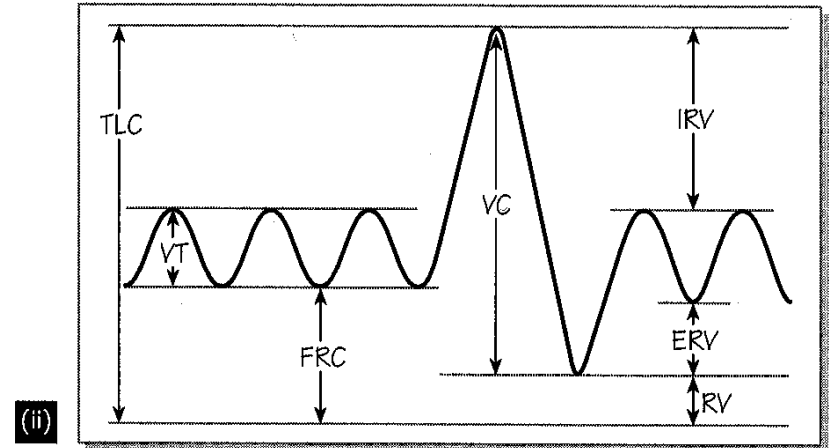 TLC
IRV
VC
VT
FRC
ERV
RV
(ii)